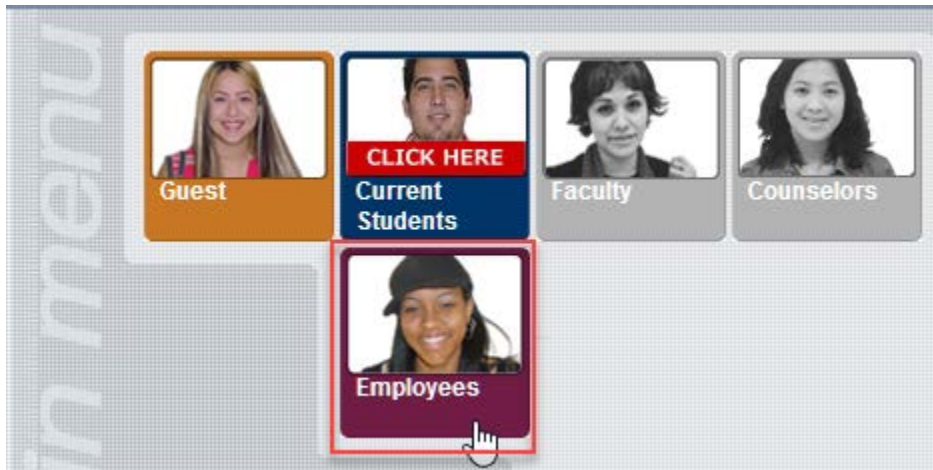 in menu
Guest
CLICK HERE
Current
Students
Faculty
Counselors
Employees